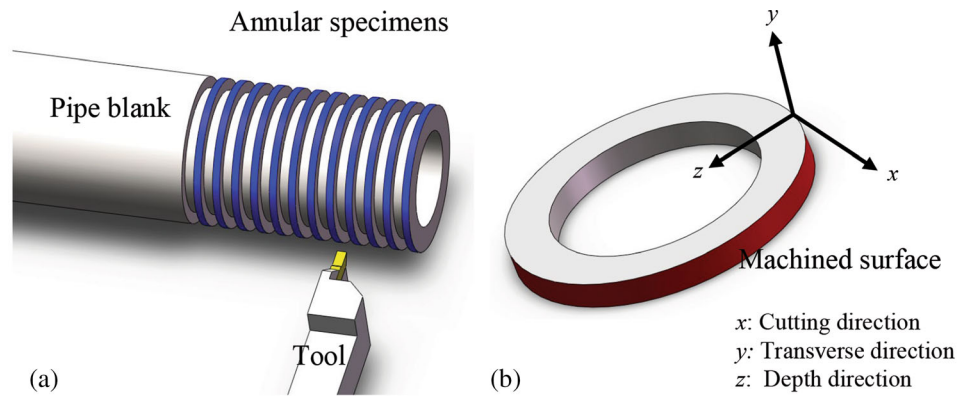 Annular specimens
Pipe blank
Tool
(a)
y
z
x
Machined surface
x: Cutting direction
y: Transverse direction
z: Depth direction
(b)